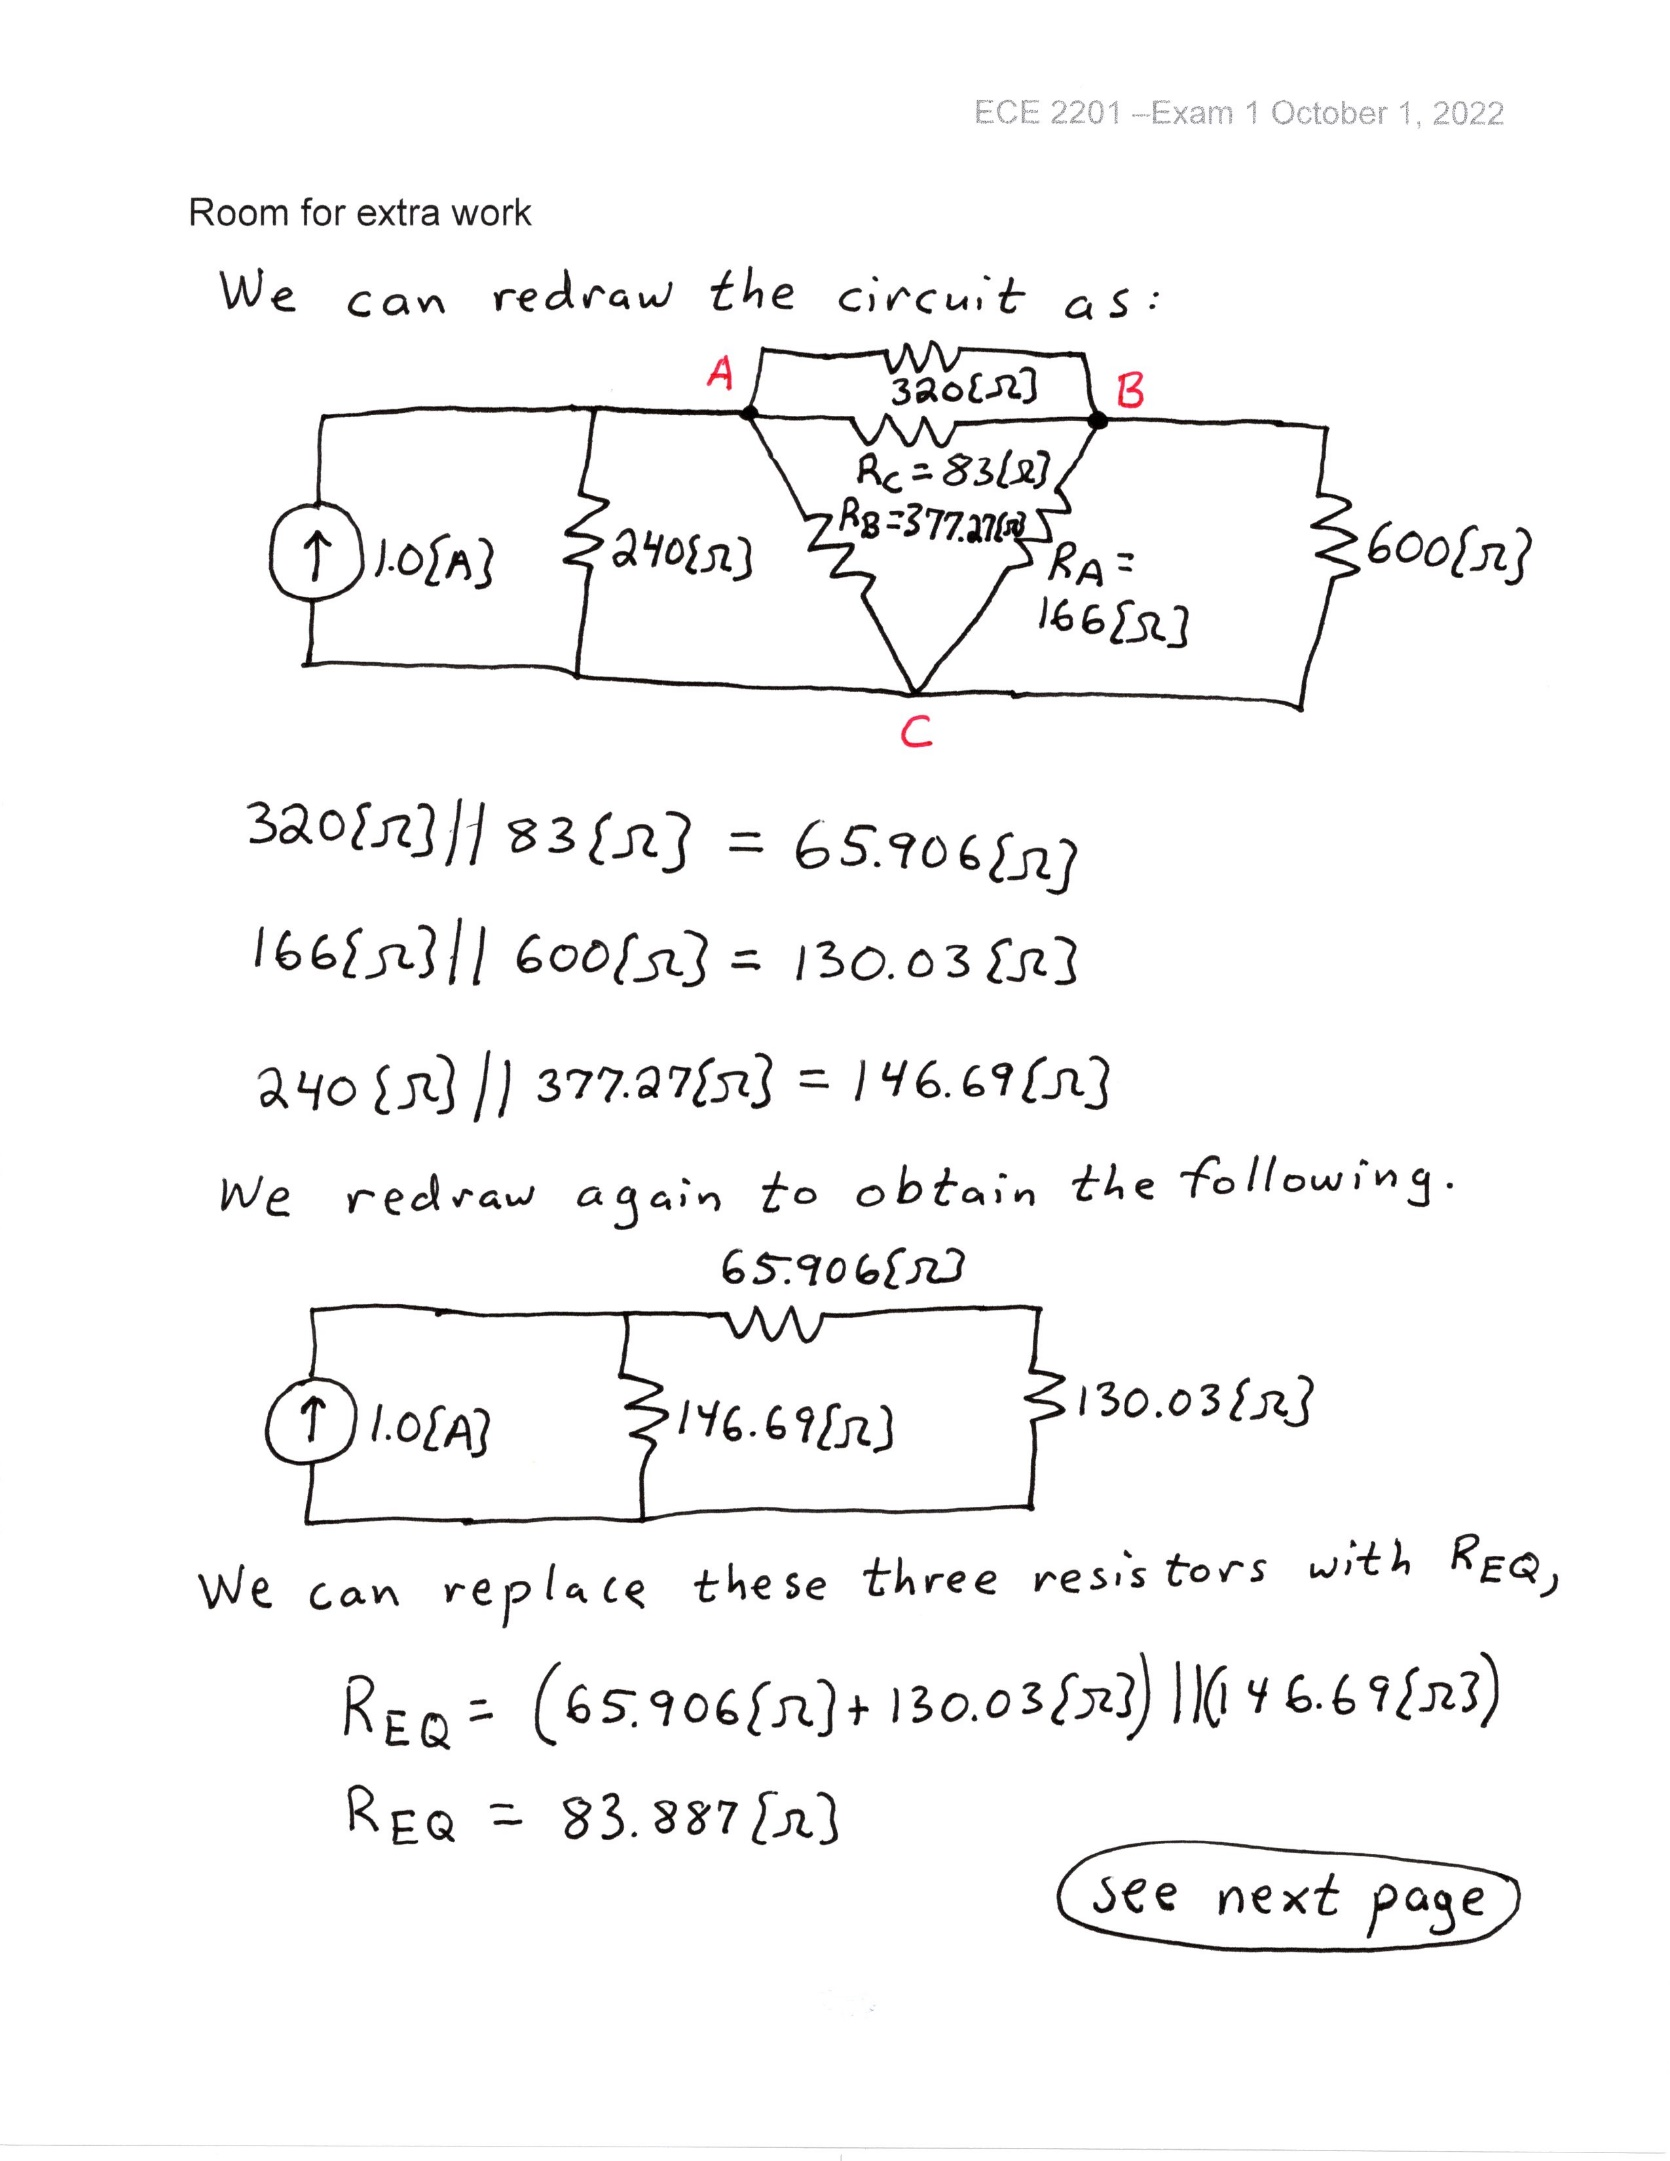 ECE 2201 –Exam 1 October 1, 2022
Room for extra work
We can redraw the circuit as:
A
320[Ω]
B
RC = 83[Ω]
RB=377.27[Ω]
1.0[A]
240[Ω]
RA =
166[Ω]
600[Ω]
C
320[Ω] || 83[Ω] = 65.906[Ω]
166[Ω] || 600[Ω] = 130.03[Ω]
240[Ω] || 377.27[Ω] = 146.69[Ω]
We redraw again to obtain the following.
65.906[Ω]
1.0[A]
146.69[Ω]
130.03[Ω]
We can replace these three resistors with REQ,
REQ = (65.906[Ω] + 130.03[Ω]) || (146.69[Ω])
REQ = 83.887[Ω]
see next page